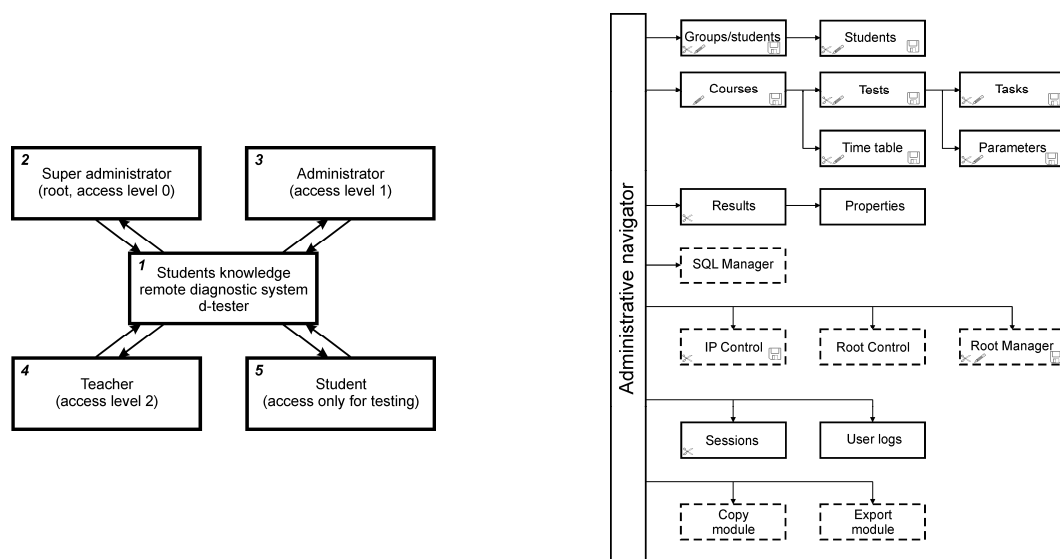 2
Super administrator
(root, access level 0)
3
Administrator
(access level 1)
1
Students knowledge
remote diagnostic system
d-tester
4
Teacher
(access level 2)
5
Student
(access only for testing)
Administrative navigator
Groups/students
Students
Courses
Tests
Tasks
Time table
Parameters
Results
Properties
SQL Manager
IP Control
Root Control
Root Manager
Sessions
User logs
Copy
module
Export
module